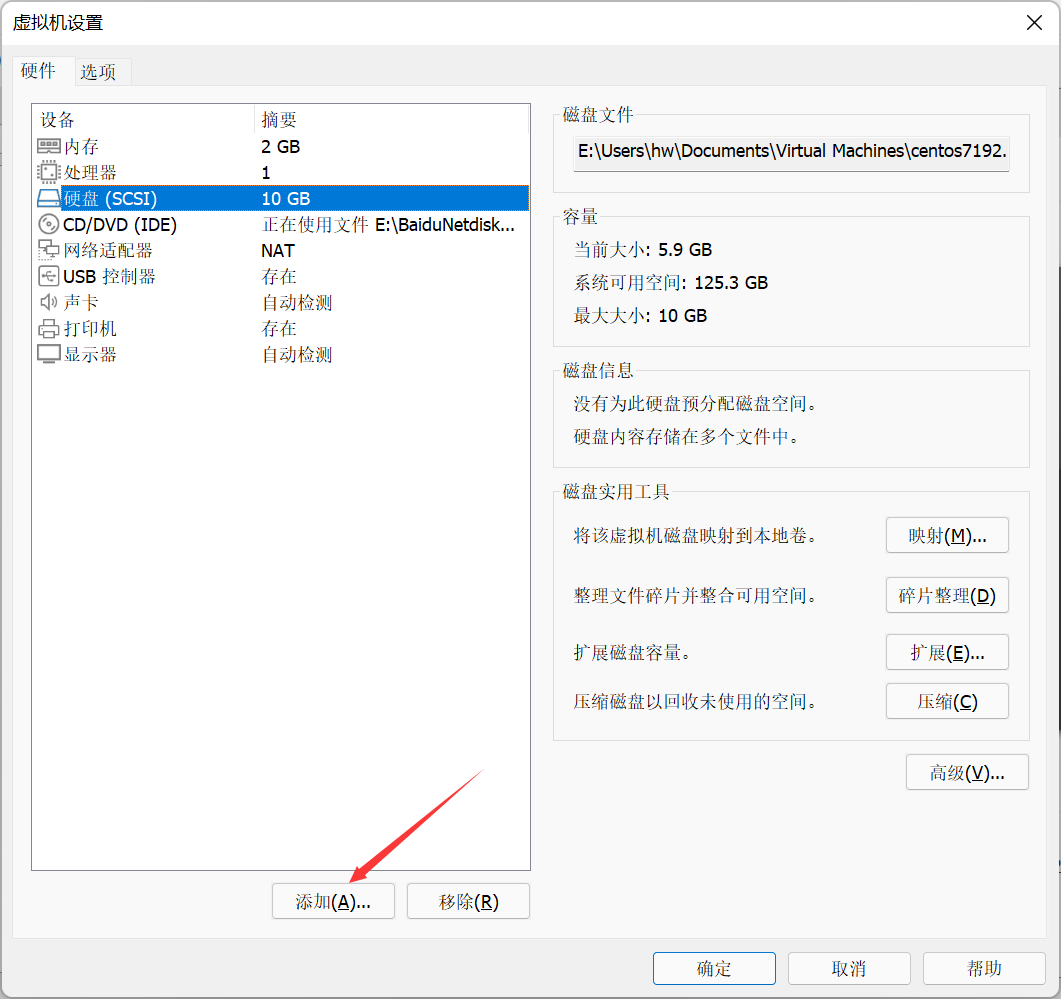 虚拟机设置
硬件 选项
设备 摘要
内存 2 GB
处理器 1
硬盘 (SCSI) 10 GB
CD/DVD (IDE) 正在使用文件 E:\BaiduNetdisk...
网络适配器 NAT
USB 控制器 存在
声卡 自动检测
打印机 存在
显示器 自动检测
添加(A)... 移除(R)
磁盘文件
E:\Users\hw\Documents\Virtual Machines\centos7192.
容量
当前大小: 5.9 GB
系统可用空间: 125.3 GB
最大大小: 10 GB
磁盘信息
没有为此硬盘预分配磁盘空间。
硬盘内容存储在多个文件中。
磁盘实用工具
将该虚拟机磁盘映射到本地卷。 映射(M)...
整理文件碎片并整合可用空间。 碎片整理(D)
扩展磁盘容量。 扩展(E)...
压缩磁盘以回收未使用的空间。 压缩(C)
高级(V)...
确定 取消 帮助